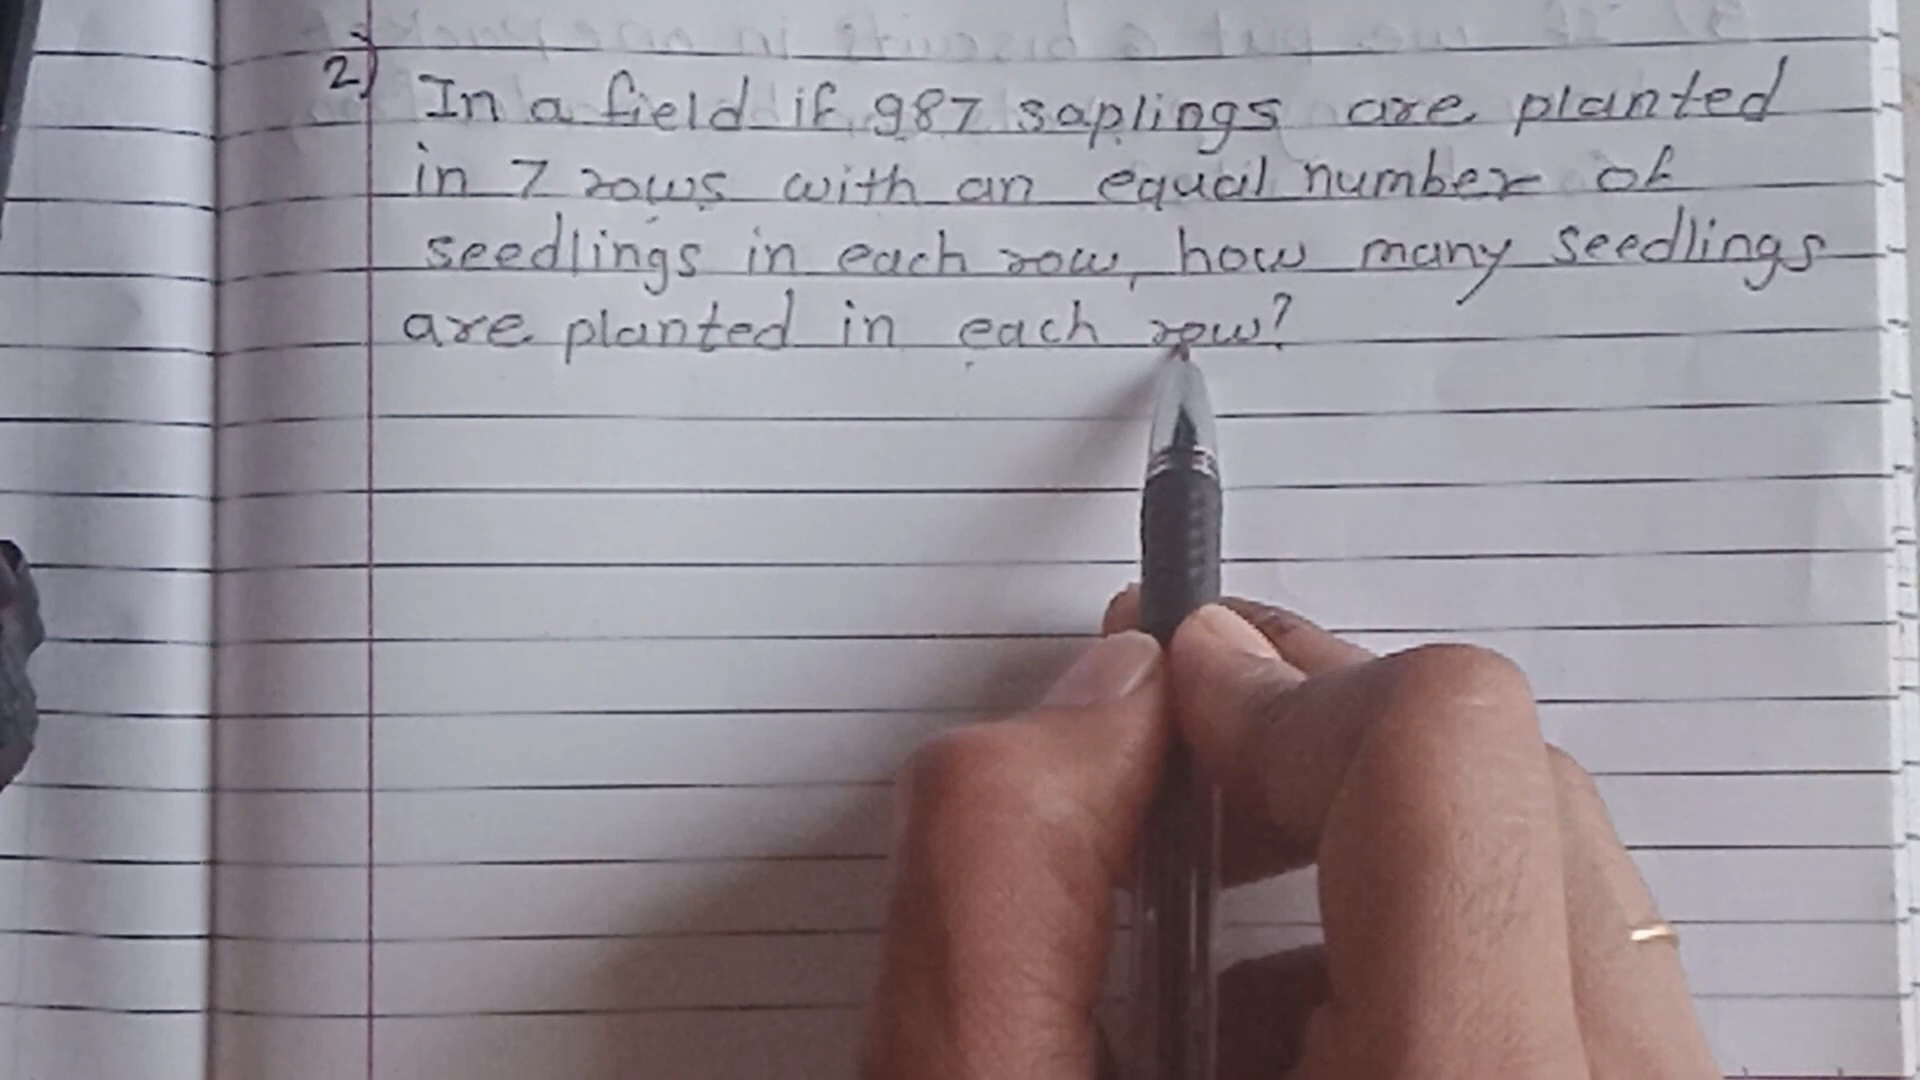 2) In a field if 987 saplings are planted
in 7 rows with an equal number of
seedlings in each row, how many seedlings
are planted in each row?